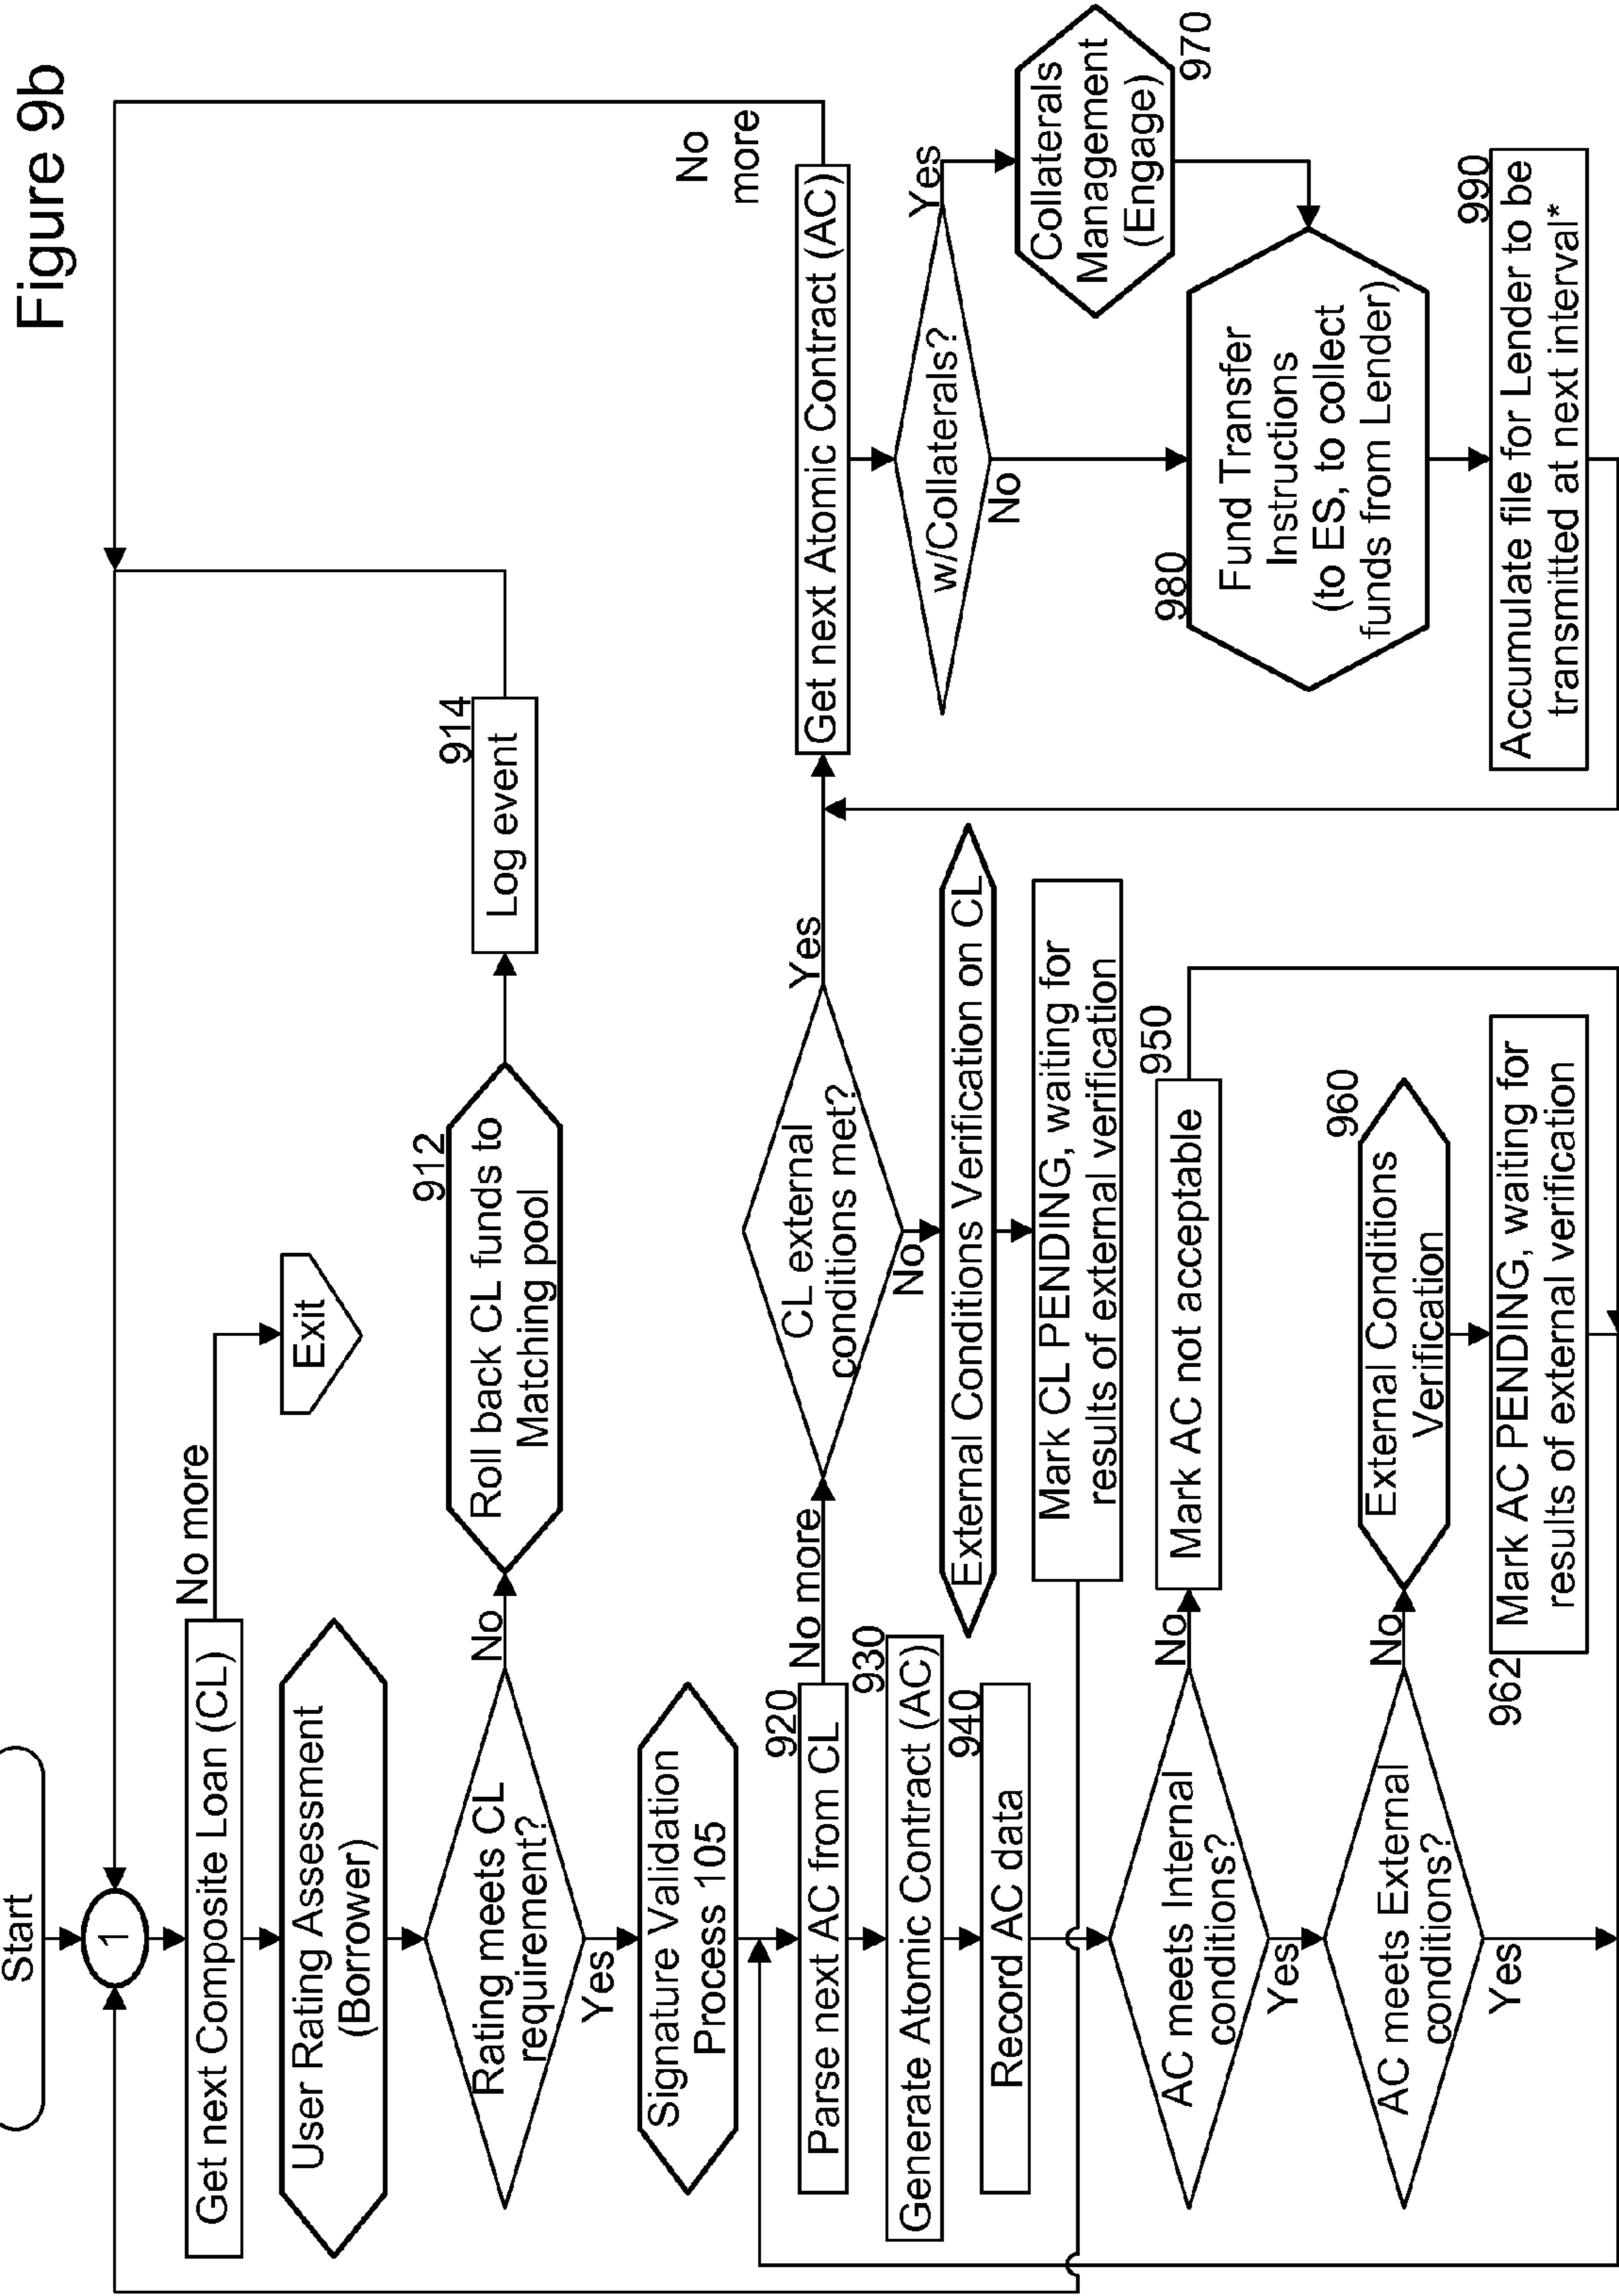 Figure 9b
Start
1
Get next Composite Loan (CL)
No more
Exit
User Rating Assessment
(Borrower)
Rating meets CL
requirement?
No
Yes
912
Roll back CL funds to
Matching pool
914
Log event
Signature Validation
Process 105
920
Parse next AC from CL
No more
930
Generate Atomic Contract (AC)
940
Record AC data
CL external
conditions met?
Yes
No
External Conditions Verification on CL
Mark CL PENDING, waiting for
results of external verification
AC meets Internal
conditions?
No
Yes
950
Mark AC not acceptable
AC meets External
conditions?
No
Yes
960
External Conditions
Verification
962
Mark AC PENDING, waiting for
results of external verification
Get next Atomic Contract (AC)
No
more
w/Collaterals?
Yes
No
Collaterals
Management
(Engage)
970
980
Fund Transfer
Instructions
(to ES, to collect
funds from Lender)
990
Accumulate file for Lender to be
transmitted at next interval*